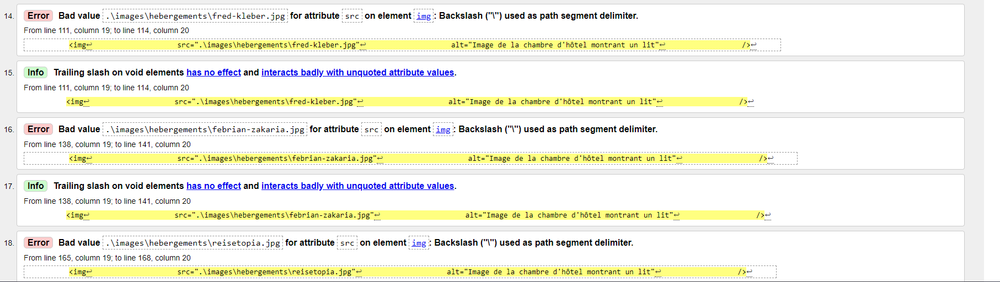 14. Error Bad value .\images\hebergements\fred-kleber.jpg for attribute src on element img: Backslash ("\") used as path segment delimiter.
From line 111, column 19; to line 114, column 20
<img↩ src=".\images\hebergements\fred-kleber.jpg"↩ alt="Image de la chambre d'hôtel montrant un lit"↩ />↩
15. Info Trailing slash on void elements has no effect and interacts badly with unquoted attribute values.
From line 111, column 19; to line 114, column 20
<img↩ src=".\images\hebergements\fred-kleber.jpg"↩ alt="Image de la chambre d'hôtel montrant un lit"↩ />↩
16. Error Bad value .\images\hebergements\febrian-zakaria.jpg for attribute src on element img: Backslash ("\") used as path segment delimiter.
From line 138, column 19; to line 141, column 20
<img↩ src=".\images\hebergements\febrian-zakaria.jpg"↩ alt="Image de la chambre d'hôtel montrant un lit"↩ />↩
17. Info Trailing slash on void elements has no effect and interacts badly with unquoted attribute values.
From line 138, column 19; to line 141, column 20
<img↩ src=".\images\hebergements\febrian-zakaria.jpg"↩ alt="Image de la chambre d'hôtel montrant un lit"↩ />↩
18. Error Bad value .\images\hebergements\reisetopia.jpg for attribute src on element img: Backslash ("\") used as path segment delimiter.
From line 165, column 19; to line 168, column 20
<img↩ src=".\images\hebergements\reisetopia.jpg"↩ alt="Image de la chambre d'hôtel montrant un lit"↩ />↩